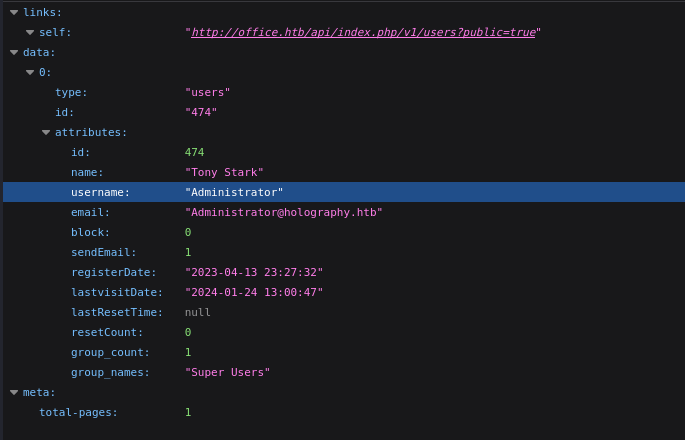 links:
self: "http://office.htb/api/index.php/v1/users?public=true"
data:
0:
type: "users"
id: "474"
attributes:
id: 474
name: "Tony Stark"
username: "Administrator"
email: "Administrator@holography.htb"
block: 0
sendEmail: 1
registerDate: "2023-04-13 23:27:32"
lastvisitDate: "2024-01-24 13:00:47"
lastResetTime: null
resetCount: 0
group_count: 1
group_names: "Super Users"
meta:
total-pages: 1